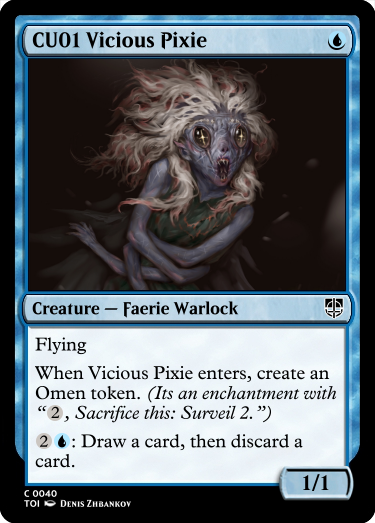 CU01 Vicious Pixie
Creature — Faerie Warlock
Flying
When Vicious Pixie enters, create an
Omen token. (Its an enchantment with
“2, Sacrifice this: Surveil 2.”)
2: Draw a card, then discard a
card.
1/1
C 0040
TOI Denis Zhbankov